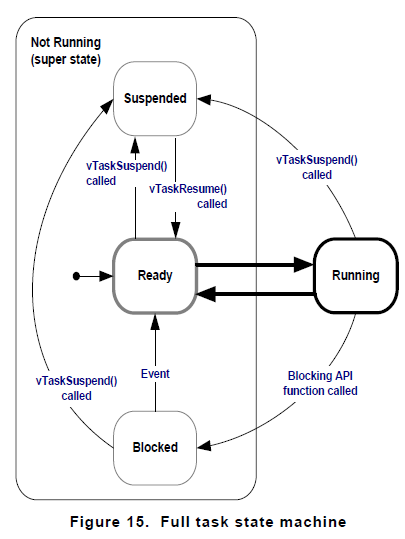 Not Running
(super state)
Suspended
vTaskSuspend()
called
vTaskResume()
called
vTaskSuspend()
called
Ready
Running
Event
vTaskSuspend()
called
Blocking API
function called
Blocked
Figure 15. Full task state machine